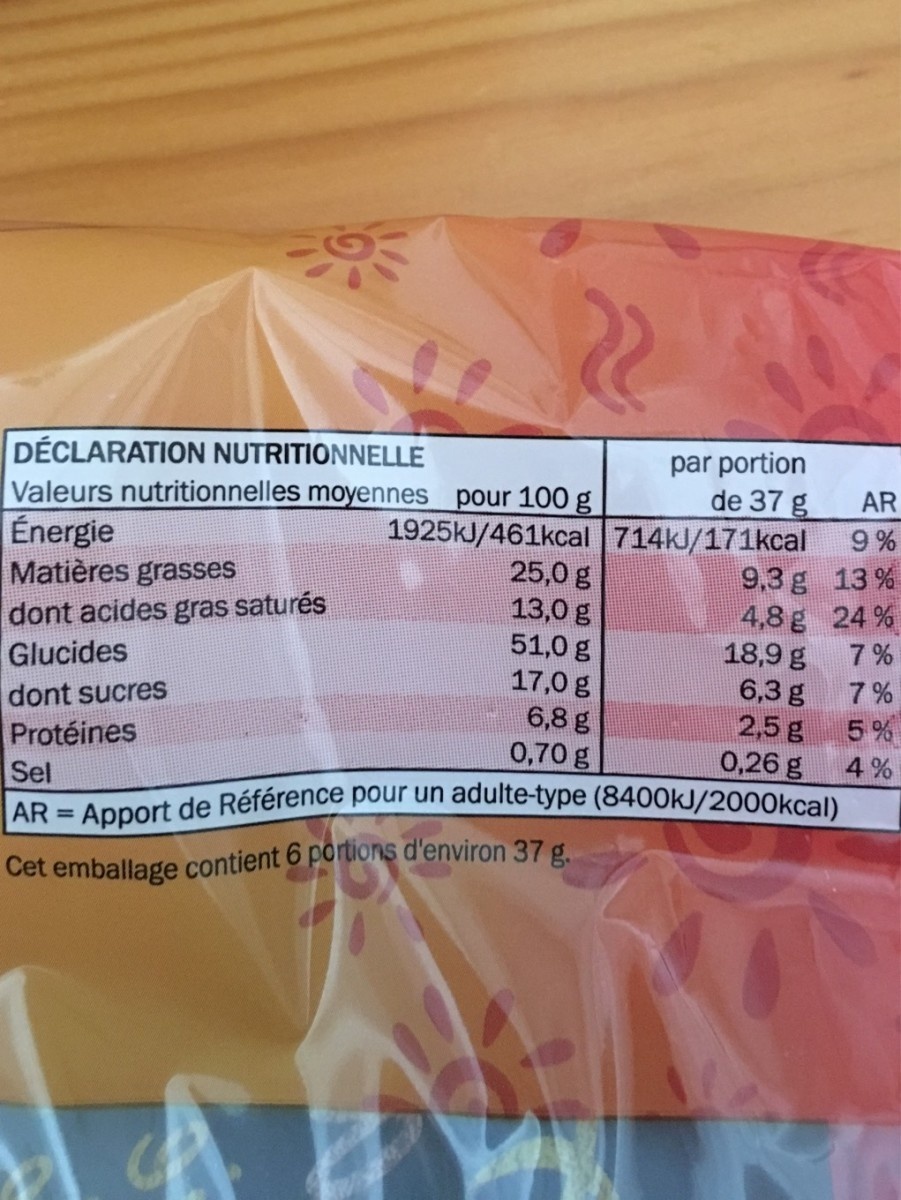 DÉCLARATION NUTRITIONNELLE par portion
Valeurs nutritionnelles moyennes pour 100 g de 37 g AR
Énergie 1925kJ/461kcal 714kJ/171kcal 9 %
Matières grasses 25,0 g 9,3 g 13 %
dont acides gras saturés 13,0 g 4,8 g 24 %
Glucides 51,0 g 18,9 g 7 %
dont sucres 17,0 g 6,3 g 7 %
Protéines 6,8 g 2,5 g 5 %
Sel 0,70 g 0,26 g 4 %
AR = Apport de Référence pour un adulte-type (8400kJ/2000kcal)
Cet emballage contient 6 portions d'environ 37 g.